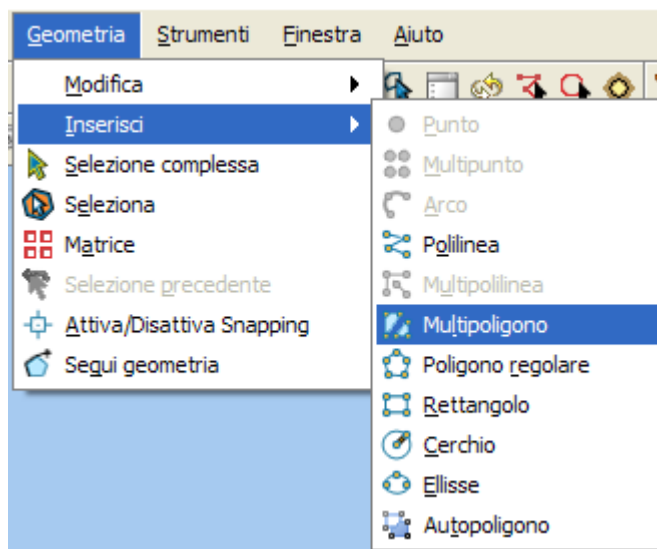 Geometria Strumenti Finestra Aiuto
Modifica
Inserisci
Selezione complessa
Seleziona
Matrice
Selezione precedente
Attiva/Disattiva Snapping
Segui geometria
Punto
Multipunto
Arco
Polilinea
Multipolilinea
Multipoligono
Poligono regolare
Rettangolo
Cerchio
Ellisse
Autopoligono